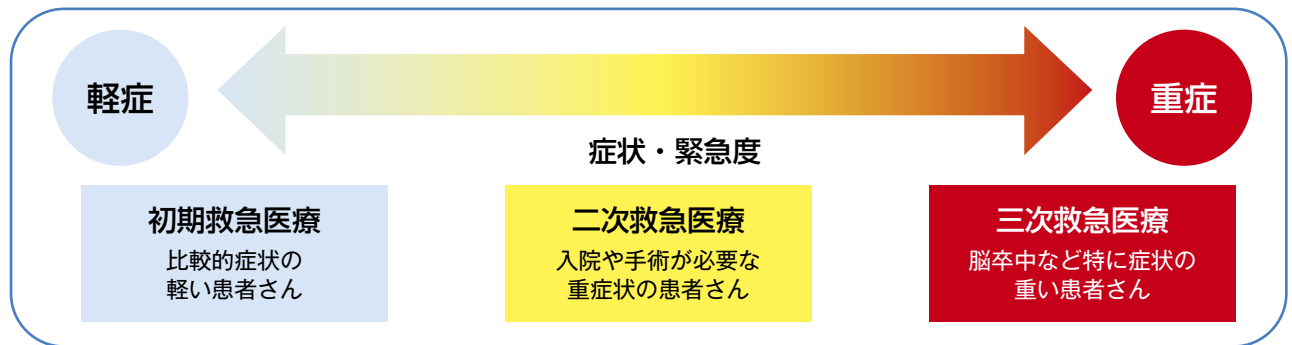 軽症
重症
症状・緊急度
初期救急医療
比較的症状の
軽い患者さん
二次救急医療
入院や手術が必要な
重症状の患者さん
三次救急医療
脳卒中など特に症状の
重い患者さん